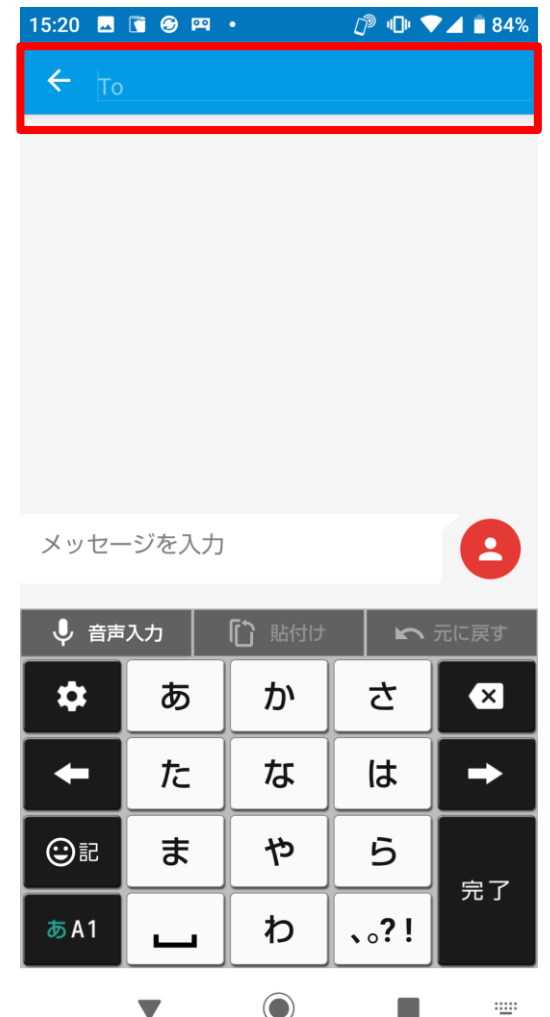 15:20 84%
To
メッセージを入力
音声入力 貼付け 元に戻す
あ か さ
た な は
記 ま や ら
完了
あA1 わ 、。?!